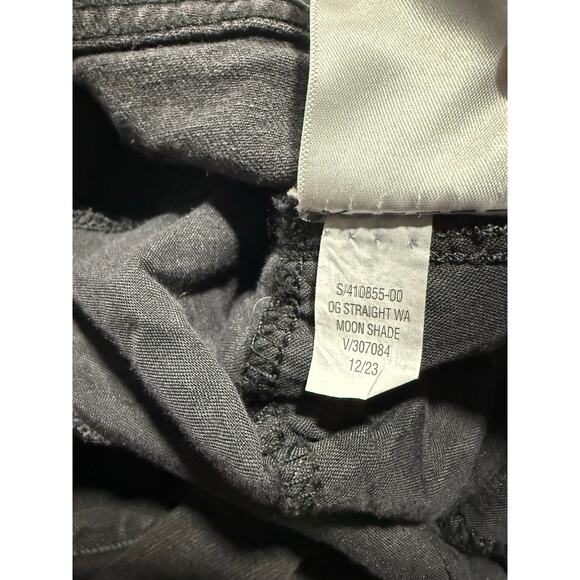 S/410855-00
OG STRAIGHT WA
MOON SHADE
V/307084
12/23